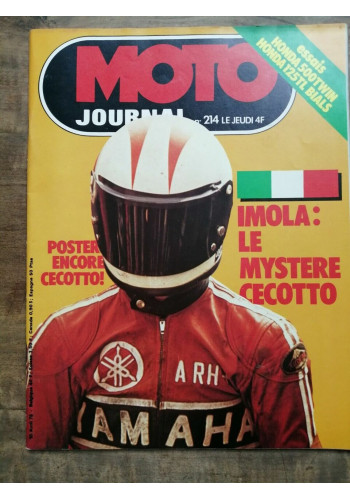 MOTO
JOURNAL
n° 214 LE JEUDI 4F
essais
HONDA 500 TWIN
HONDA 125 TL BIALS
IMOLA:
LE
MYSTERE
CECOTTO
POSTER
ENCORE
CECOTTO!
ARH
YAMAHA